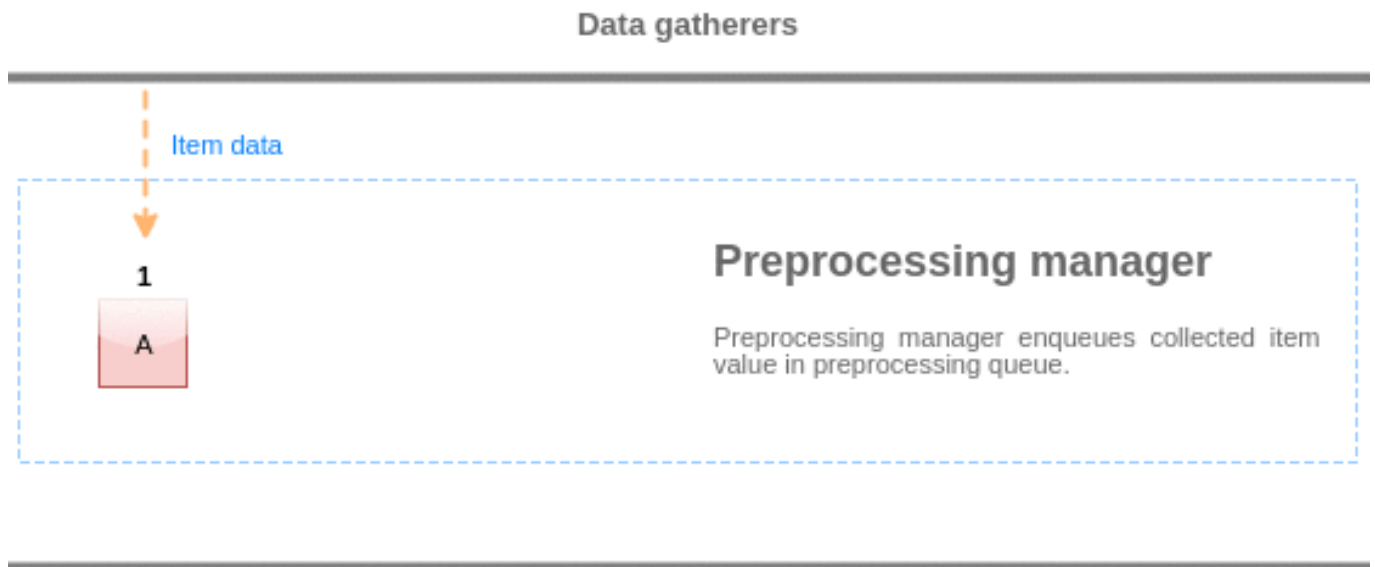 Data gatherers
Item data
1
A
Preprocessing manager
Preprocessing manager enqueues collected item
value in preprocessing queue.